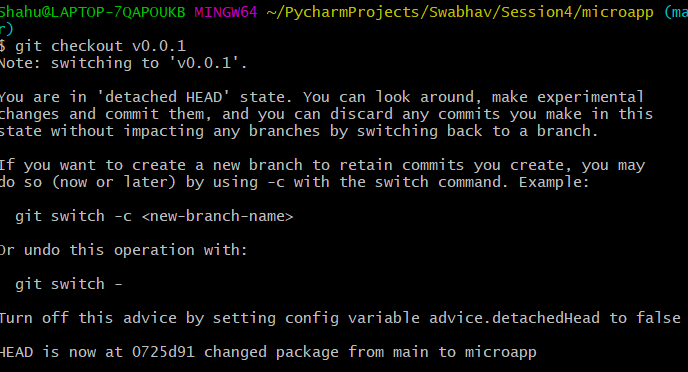 Shahu@LAPTOP-7QAPOUKB MINGW64 ~/PycharmProjects/Swabhav/Session4/microapp (ma
r)
$ git checkout v0.0.1
Note: switching to 'v0.0.1'.
You are in 'detached HEAD' state. You can look around, make experimental
changes and commit them, and you can discard any commits you make in this
state without impacting any branches by switching back to a branch.
If you want to create a new branch to retain commits you create, you may
do so (now or later) by using -c with the switch command. Example:
git switch -c <new-branch-name>
Or undo this operation with:
git switch -
Turn off this advice by setting config variable advice.detachedHead to false
HEAD is now at 0725d91 changed package from main to microapp